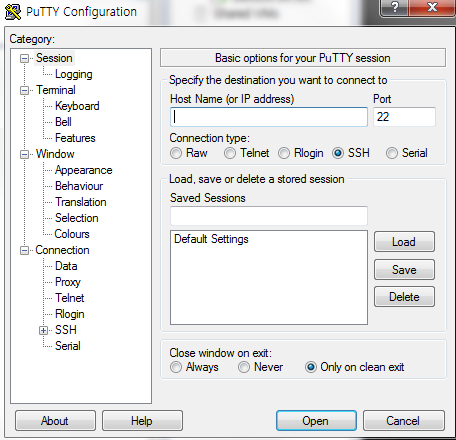 Shared VMs
PuTTY Configuration
Category:
Session
Logging
Terminal
Keyboard
Bell
Features
Window
Appearance
Behaviour
Translation
Selection
Colours
Connection
Data
Proxy
Telnet
Rlogin
SSH
Serial
Basic options for your PuTTY session
Specify the destination you want to connect to
Host Name (or IP address) Port
22
Connection type:
Raw Telnet Rlogin SSH Serial
Load, save or delete a stored session
Saved Sessions
Default Settings
Load
Save
Delete
Close window on exit:
Always Never Only on clean exit
About Help Open Cancel